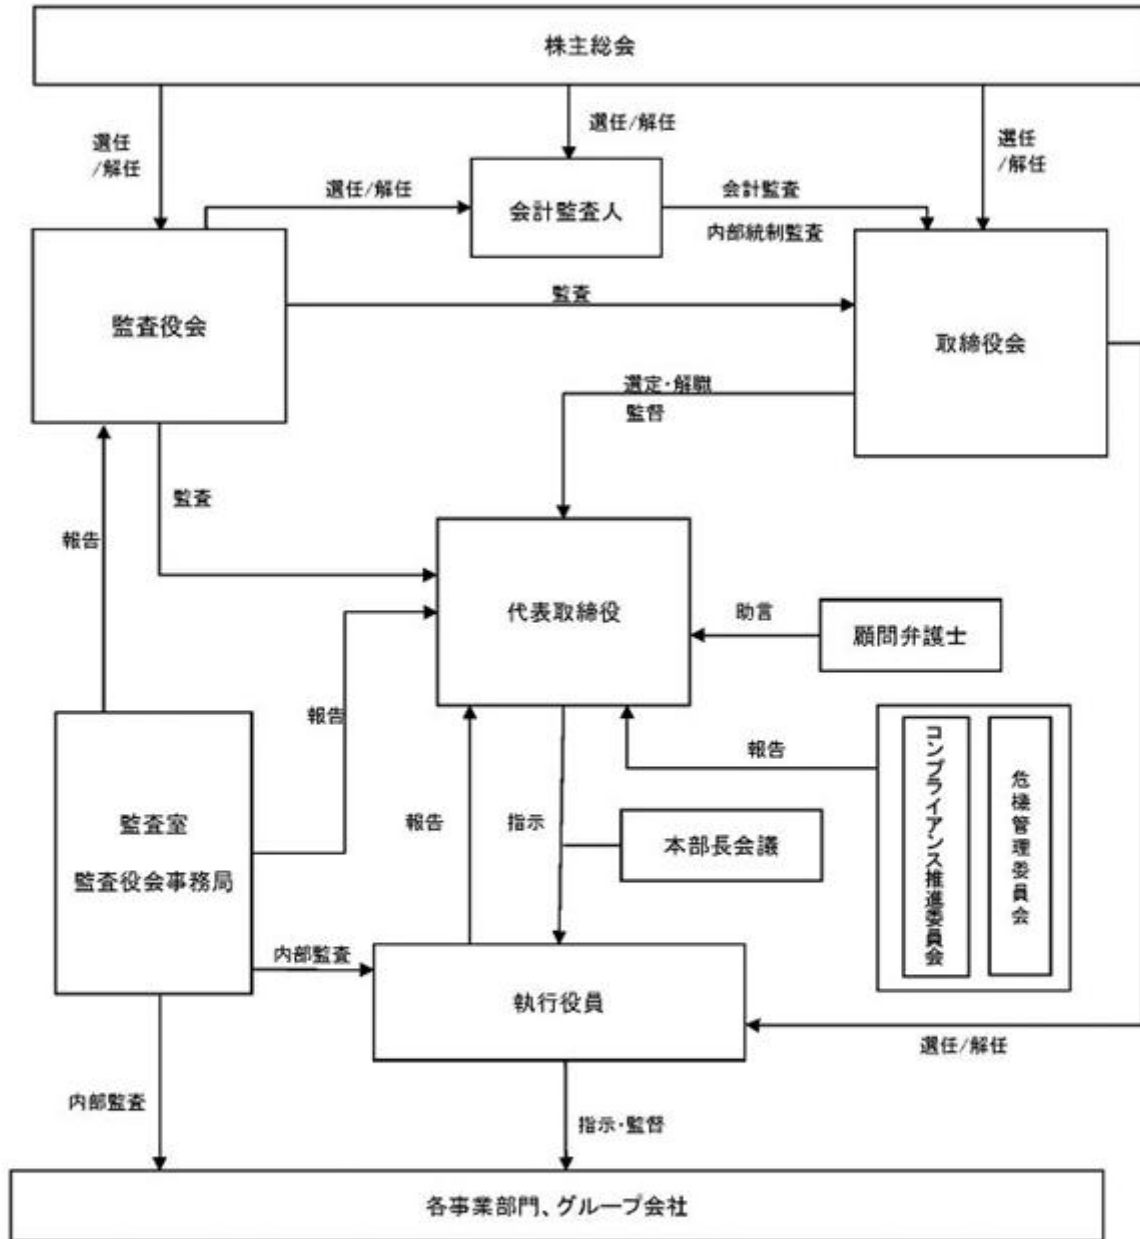 株主総会
選任
/解任
選任/解任
選任
/解任
選任/解任
会計監査人
会計監査
内部統制監査
監査役会
監査
取締役会
選定・解職
監督
監査
報告
代表取締役
助言
顧問弁護士
報告
報告
コンプライアンス推進委員会
危機管理委員会
監査室
監査役会事務局
報告
指示
本部長会議
内部監査
執行役員
選任/解任
内部監査
指示・監督
各事業部門、グループ会社